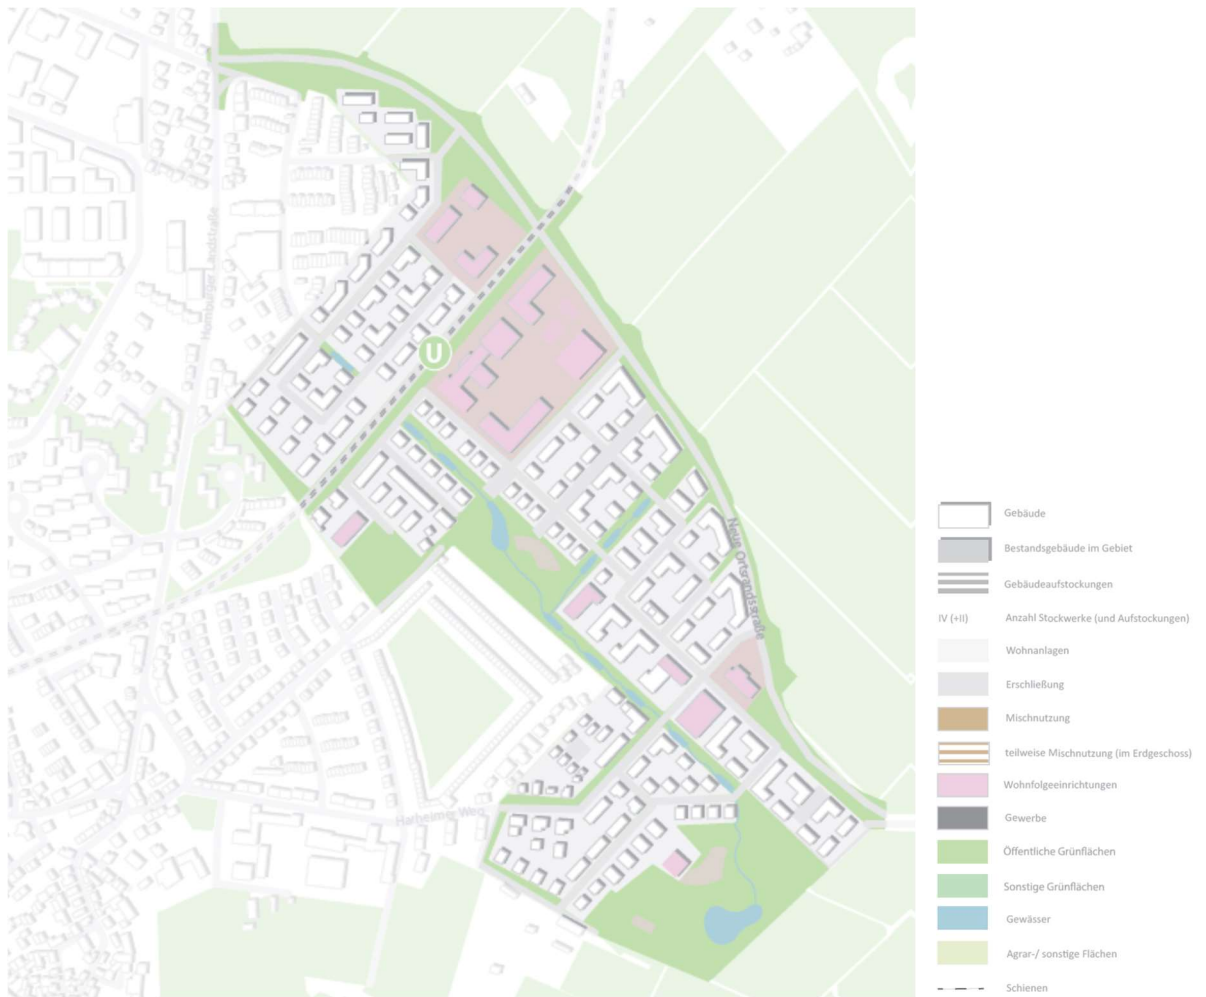 Homburger Landstraße
U
Neue Ortsrandsstraße
Harheimer Weg
Gebäude
Bestandsgebäude im Gebiet
Gebäudeaufstockungen
IV (+II) Anzahl Stockwerke (und Aufstockungen)
Wohnanlagen
Erschließung
Mischnutzung
teilweise Mischnutzung (im Erdgeschoss)
Wohnfolgeeinrichtungen
Gewerbe
Öffentliche Grünflächen
Sonstige Grünflächen
Gewässer
Agrar-/ sonstige Flächen
Schienen